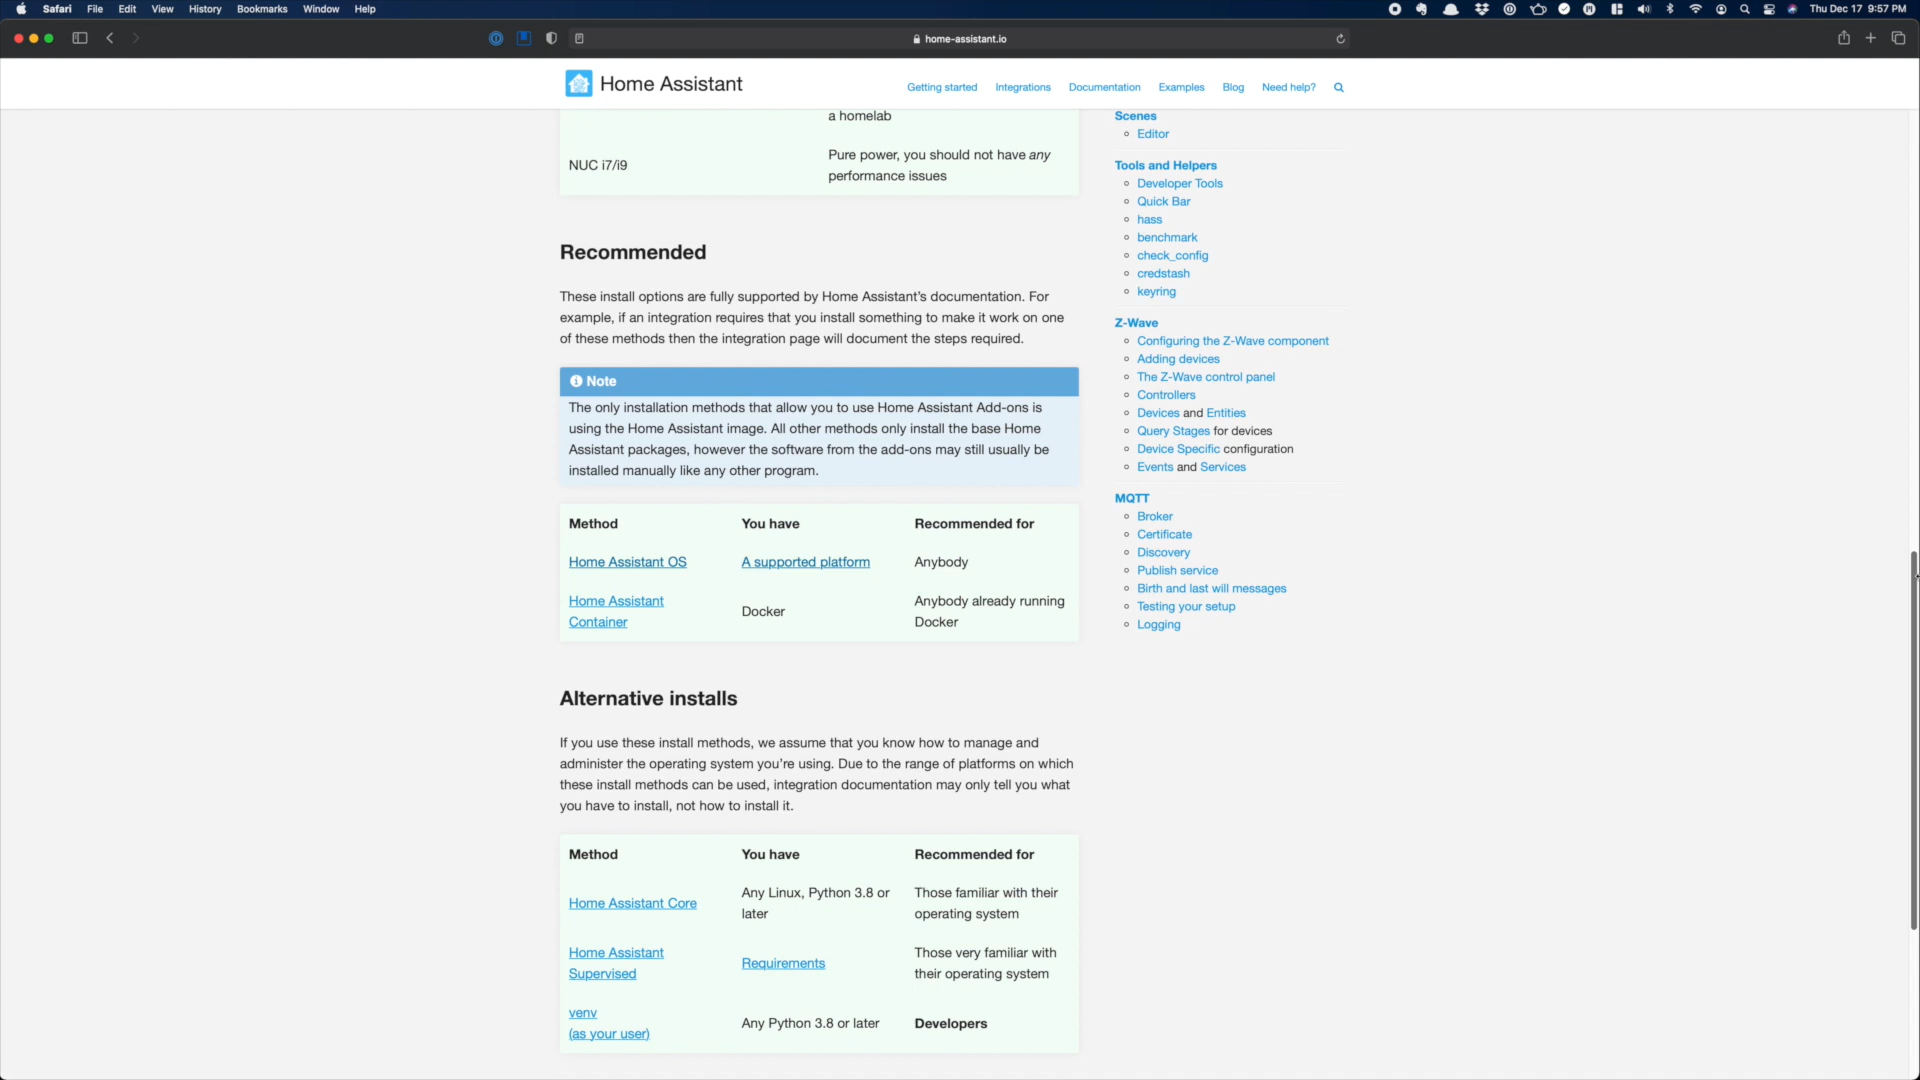 Safari File Edit View History Bookmarks Window Help
Thu Dec 17 9:57 PM
home-assistant.io
Home Assistant
Getting started Integrations Documentation Examples Blog Need help?
a homelab
NUC i7/i9
Pure power, you should not have any
performance issues
Recommended
These install options are fully supported by Home Assistant's documentation. For
example, if an integration requires that you install something to make it work on one
of these methods then the integration page will document the steps required.
Note
The only installation methods that allow you to use Home Assistant Add-ons is
using the Home Assistant image. All other methods only install the base Home
Assistant packages, however the software from the add-ons may still usually be
installed manually like any other program.
Method You have Recommended for
Home Assistant OS A supported platform Anybody
Home Assistant
Container
Docker
Anybody already running
Docker
Alternative installs
If you use these install methods, we assume that you know how to manage and
administer the operating system you're using. Due to the range of platforms on which
these install methods can be used, integration documentation may only tell you what
you have to install, not how to install it.
Method You have Recommended for
Home Assistant Core
Any Linux, Python 3.8 or
later
Those familiar with their
operating system
Home Assistant
Supervised
Requirements
Those very familiar with
their operating system
venv
(as your user)
Any Python 3.8 or later
Developers
Scenes
Editor
Tools and Helpers
Developer Tools
Quick Bar
hass
benchmark
check_config
credstash
keyring
Z-Wave
Configuring the Z-Wave component
Adding devices
The Z-Wave control panel
Controllers
Devices and Entities
Query Stages for devices
Device Specific configuration
Events and Services
MQTT
Broker
Certificate
Discovery
Publish service
Birth and last will messages
Testing your setup
Logging